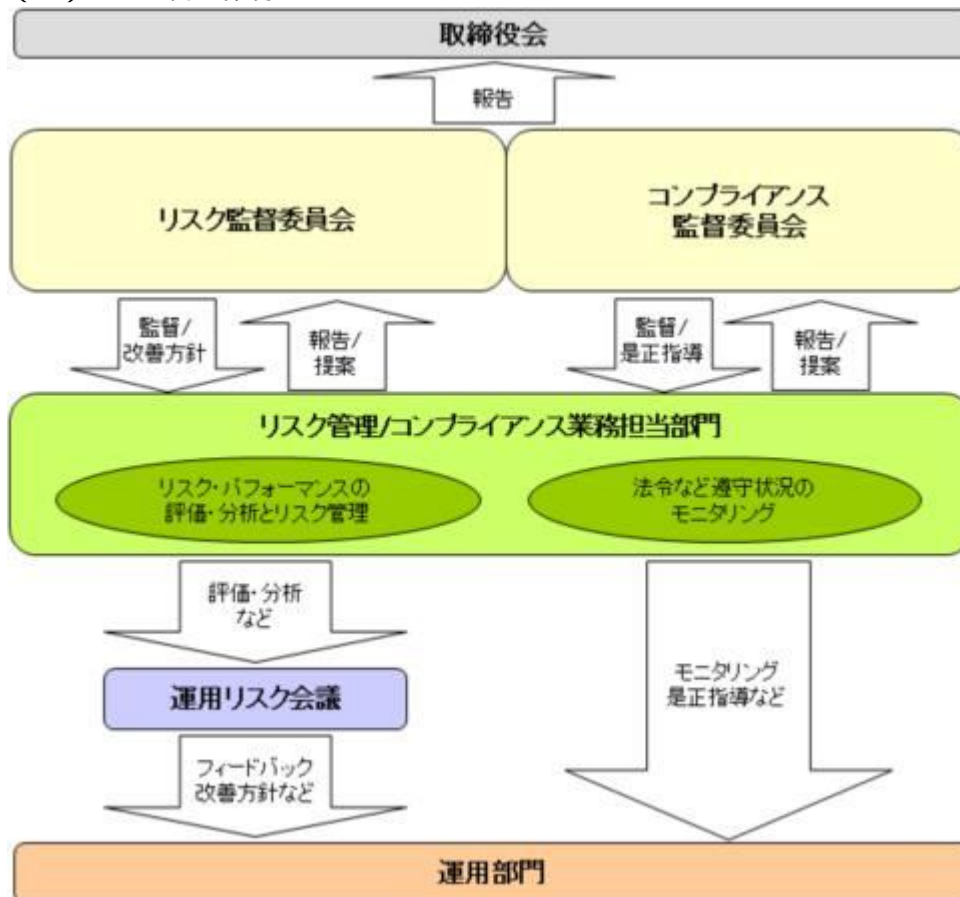 取締役会
報告
リスク監督委員会
コンプライアンス
監督委員会
監督/
改善方針
報告/
提案
監督/
是正指導
報告/
提案
リスク管理/コンプライアンス業務担当部門
リスク・パフォーマンスの
評価・分析とリスク管理
法令など遵守状況の
モニタリング
評価・分析
など
運用リスク会議
モニタリング
是正指導など
フィードバック
改善方針など
運用部門